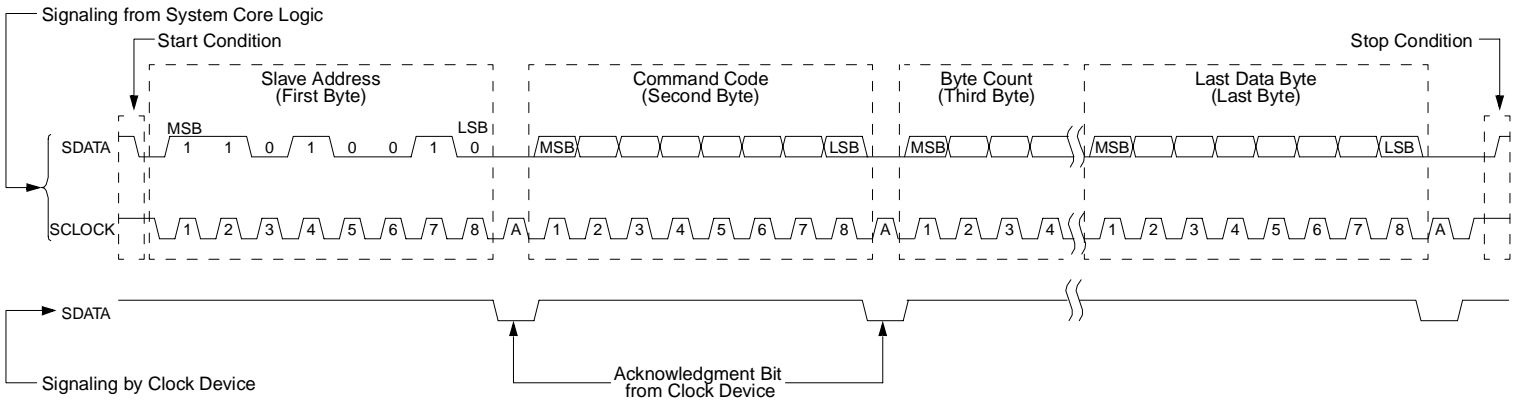 Signaling from System Core Logic
Start Condition
Stop Condition
Slave Address
(First Byte)
Command Code
(Second Byte)
Byte Count
(Third Byte)
Last Data Byte
(Last Byte)
MSB
LSB
SDATA
1 1 0 1 0 0 1 0
MSB LSB
MSB
MSB LSB
SCLOCK
1 2 3 4 5 6 7 8 A
1 2 3 4 5 6 7 8 A
1 2 3 4
1 2 3 4 5 6 7 8 A
SDATA
Signaling by Clock Device
Acknowledgment Bit
from Clock Device